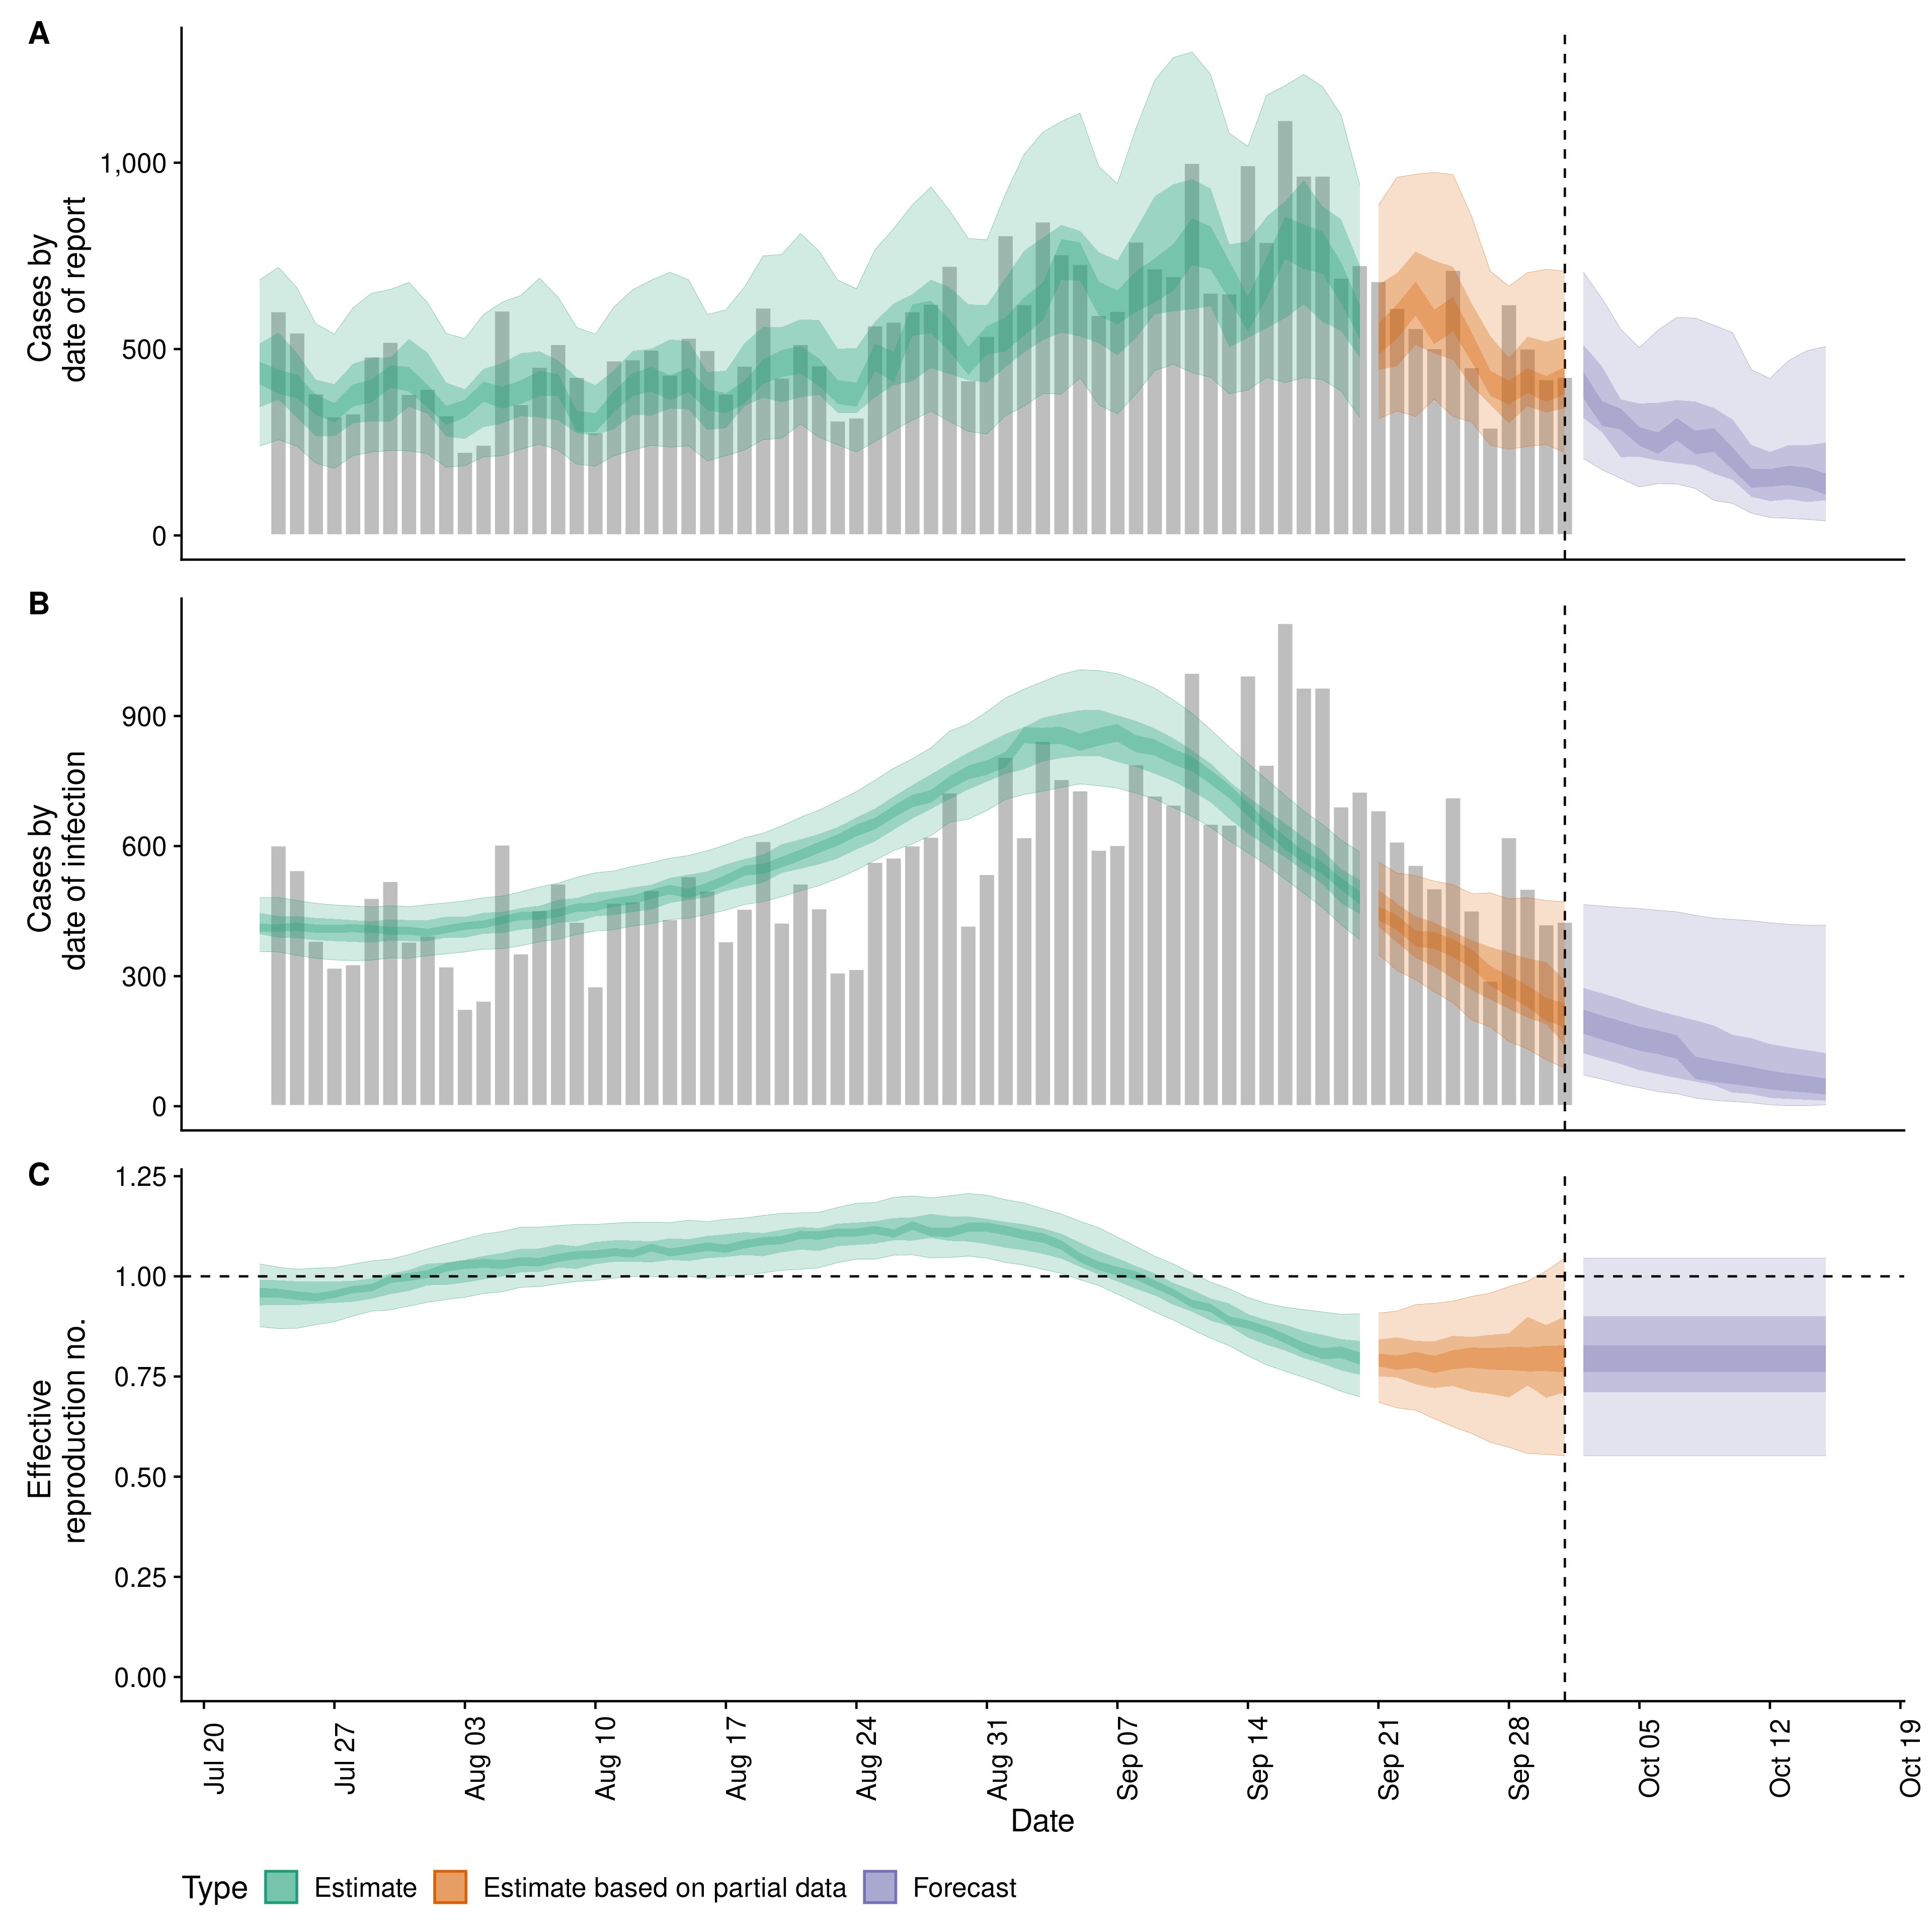 A
Cases by
date of report
1,000
500
0
B
Cases by
date of infection
900
600
300
0
C
Effective
reproduction no.
1.25
1.00
0.75
0.50
0.25
0.00
Jul 20
Jul 27
Aug 03
Aug 10
Aug 17
Aug 24
Aug 31
Sep 07
Sep 14
Sep 21
Sep 28
Oct 05
Oct 12
Oct 19
Date
Type Estimate Estimate based on partial data Forecast